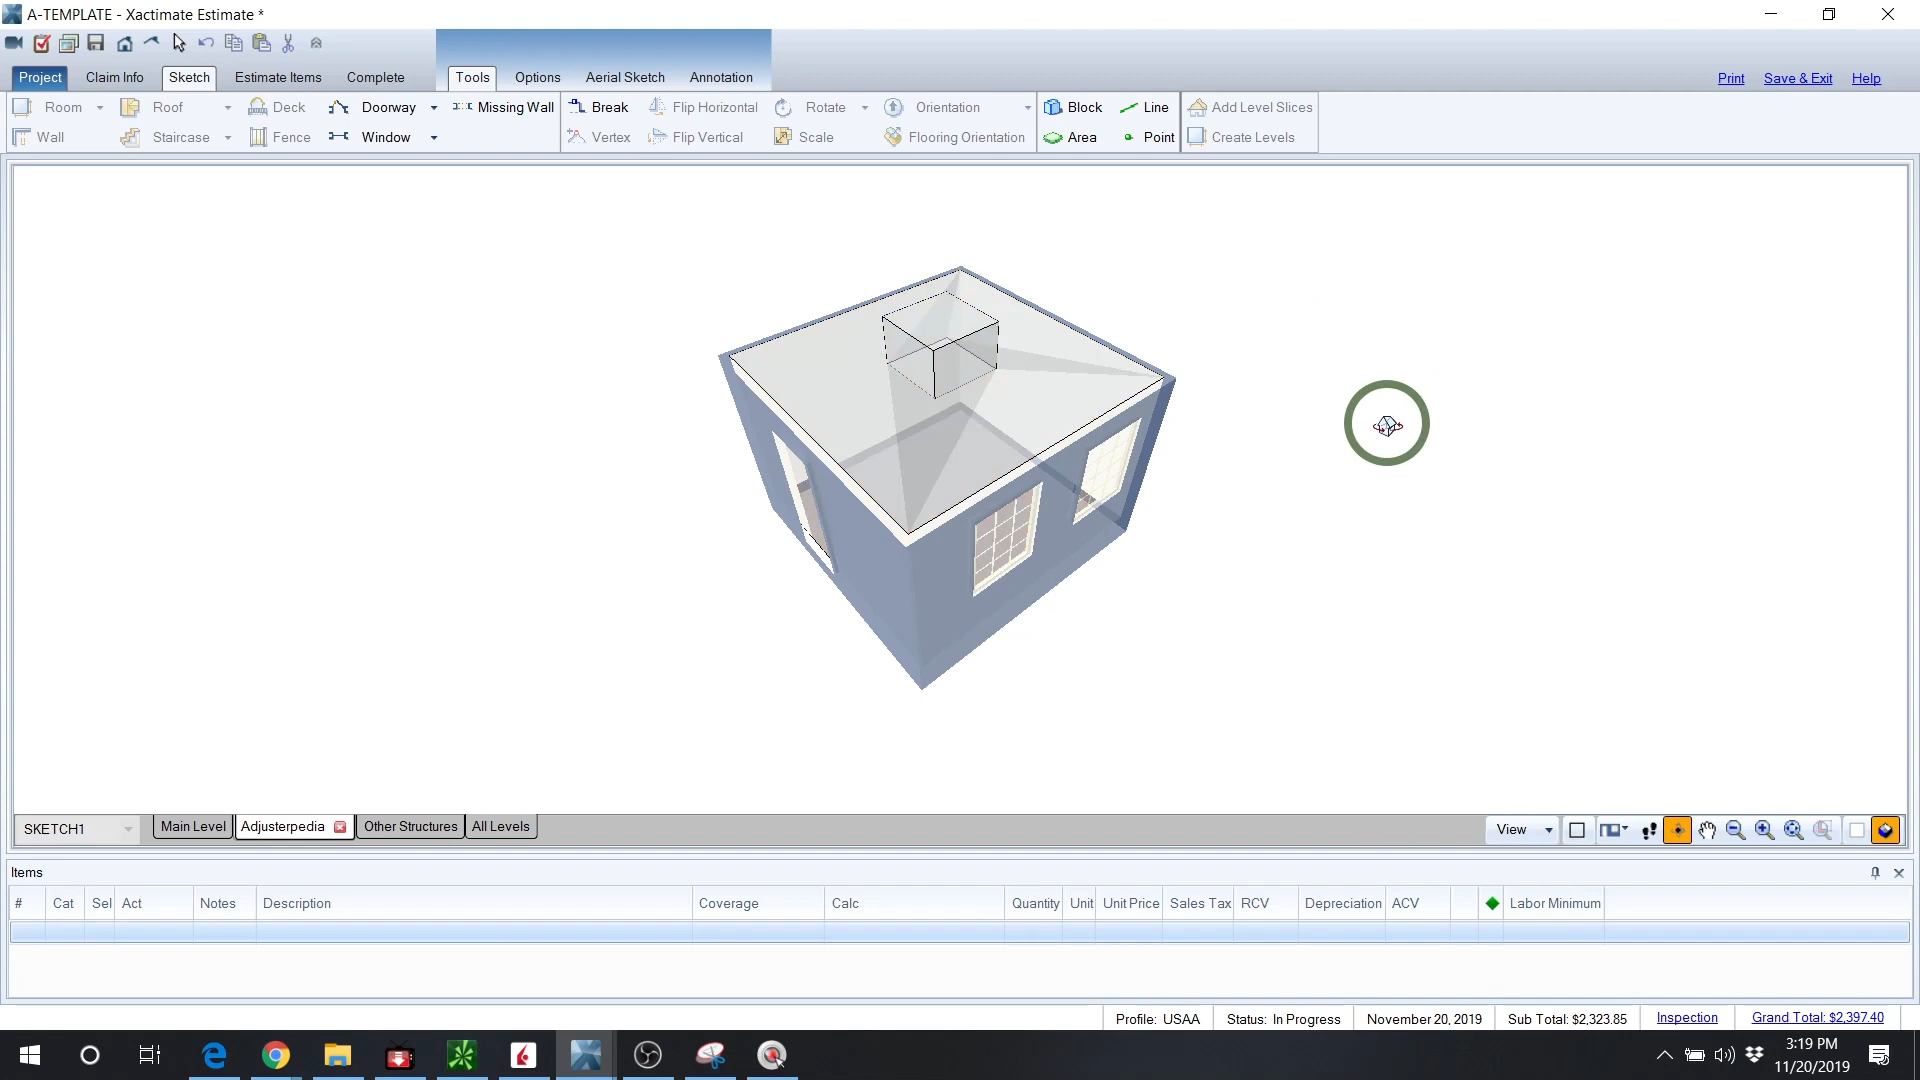 A-TEMPLATE - Xactimate Estimate *
Project Claim Info Sketch Estimate Items Complete Tools Options Aerial Sketch Annotation Print Save & Exit Help
Room Roof Deck Doorway Missing Wall Break Flip Horizontal Rotate Orientation Block Line Add Level Slices
Wall Staircase Fence Window Vertex Flip Vertical Scale Flooring Orientation Area Point Create Levels
SKETCH1 Main Level Adjusterpedia Other Structures All Levels View
Items
# Cat Sel Act Notes Description Coverage Calc Quantity Unit Unit Price Sales Tax RCV Depreciation ACV Labor Minimum
Profile: USAA Status: In Progress November 20, 2019 Sub Total: $2,323.85 Inspection Grand Total: $2,397.40
3:19 PM
11/20/2019